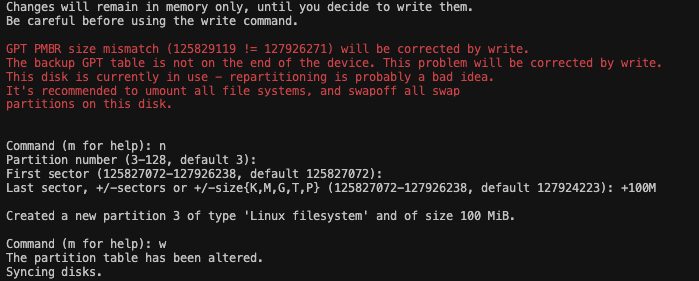 Changes will remain in memory only, until you decide to write them.
Be careful before using the write command.
GPT PMBR size mismatch (125829119 != 127926271) will be corrected by write.
The backup GPT table is not on the end of the device. This problem will be corrected by write.
This disk is currently in use – repartitioning is probably a bad idea.
It's recommended to umount all file systems, and swapoff all swap
partitions on this disk.
Command (m for help): n
Partition number (3-128, default 3):
First sector (125827072-127926238, default 125827072):
Last sector, +/-sectors or +/-size{K,M,G,T,P} (125827072-127926238, default 127924223): +100M
Created a new partition 3 of type 'Linux filesystem' and of size 100 MiB.
Command (m for help): w
The partition table has been altered.
Syncing disks.